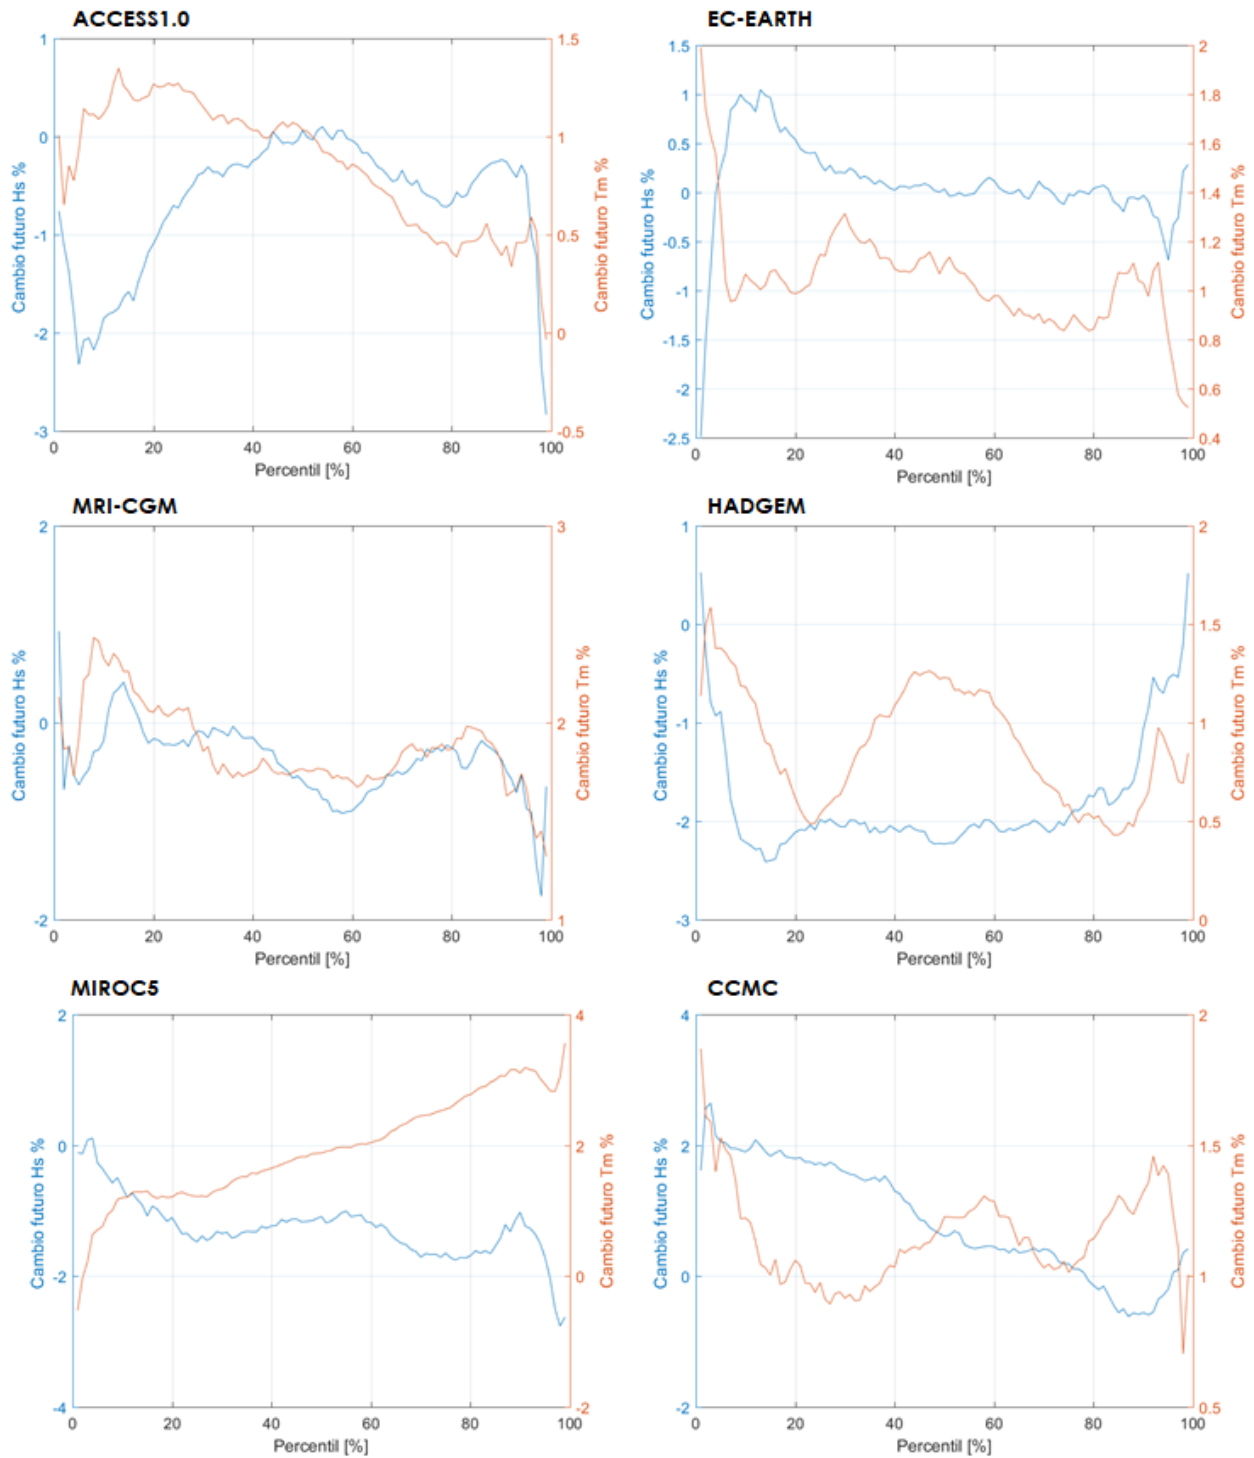 ACCESS1.0
1
0
-1
-2
-3
Cambio futuro Hs %
1.5
1
0.5
0
-0.5
Cambio futuro Tm %
0 20 40 60 80 100
Percentil [%]
EC-EARTH
1.5
1
0.5
0
-0.5
-1
-1.5
-2
-2.5
Cambio futuro Hs %
2
1.8
1.6
1.4
1.2
1
0.8
0.6
0.4
Cambio futuro Tm %
0 20 40 60 80 100
Percentil [%]
MRI-CGM
2
0
-2
Cambio futuro Hs %
3
2
1
Cambio futuro Tm %
0 20 40 60 80 100
Percentil [%]
HADGEM
1
0
-1
-2
-3
Cambio futuro Hs %
2
1.5
1
0.5
0
Cambio futuro Tm %
0 20 40 60 80 100
Percentil [%]
MIROC5
2
0
-2
-4
Cambio futuro Hs %
4
2
0
-2
Cambio futuro Tm %
0 20 40 60 80 100
Percentil [%]
CCMC
4
2
0
-2
Cambio futuro Hs %
2
1.5
1
0.5
Cambio futuro Tm %
0 20 40 60 80 100
Percentil [%]